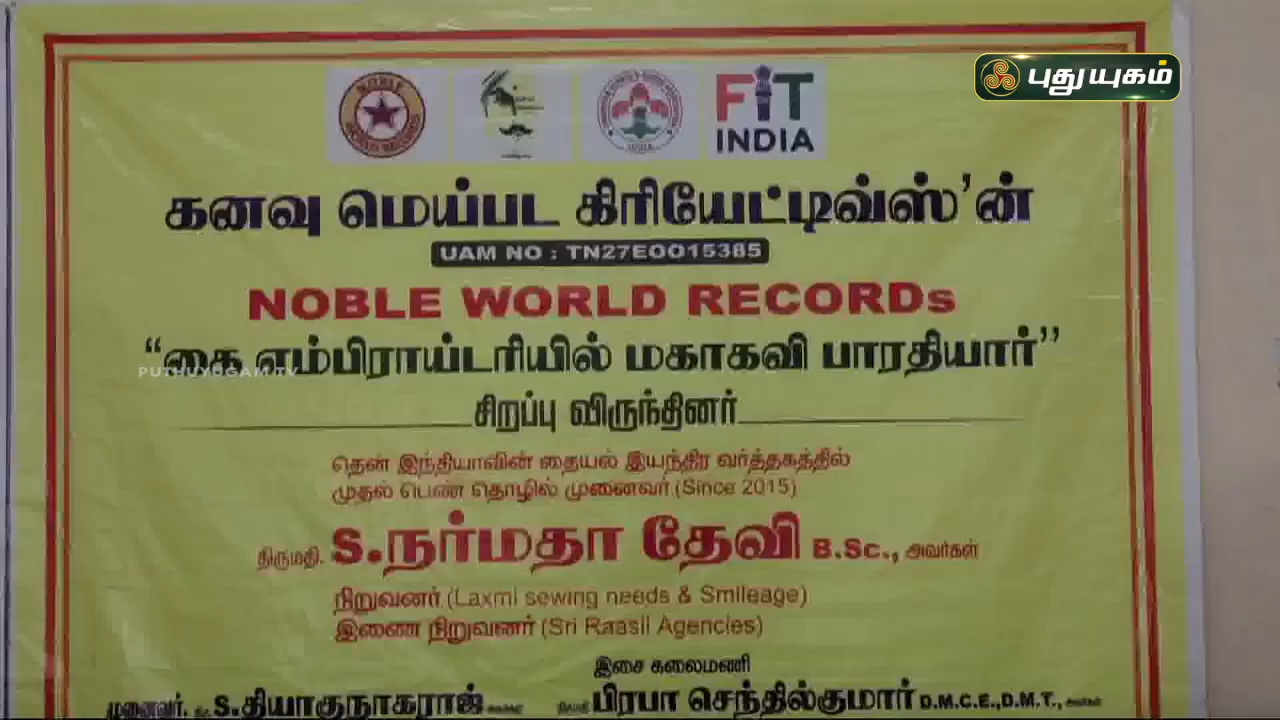 புதுயுகம்
FIT
INDIA
கனவு மெய்பட கிரியேட்டிவ்ஸ்'ன்
UAM NO : TN27E0015385
NOBLE WORLD RECORDs
“கை எம்பிராய்டரியில் மகாகவி பாரதியார்”
PUTHUYUGAM TV
சிறப்பு விருந்தினர்
தென் இந்தியாவின் தையல் இயந்திர வர்த்தகத்தில்
முதல் பெண் தொழில் முனைவர் (Since 2015)
திருமதி. S.நர்மதா தேவி B.Sc., அவர்கள்
நிறுவனர் (Laxmi sewing needs & Smileage)
இணை நிறுவனர் (Sri Raasii Agencies)
இசை கலைமணி
முனைவர். S.தியாகுநாகராஜ் பிரபா செந்தில்குமார் D.M.C.E.,D.M.T.,